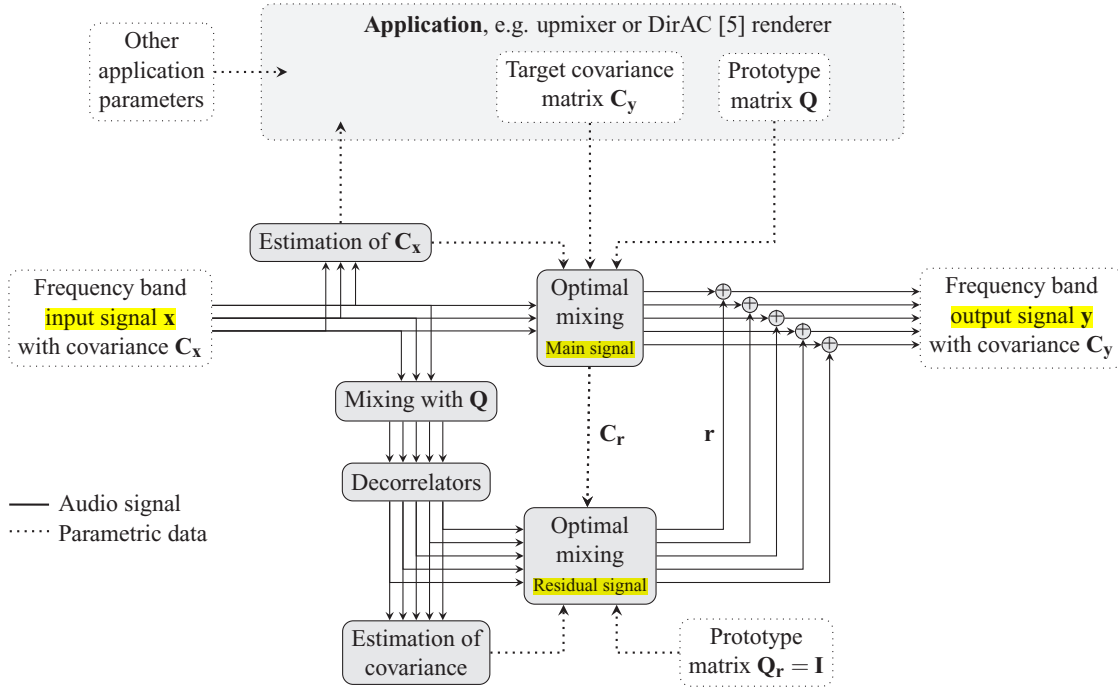 Application, e.g. upmixer or DirAC [5] renderer
Other
application
parameters
Target covariance
matrix Cy
Prototype
matrix Q
Estimation of Cx
Frequency band
input signal x
with covariance Cx
Optimal
mixing
Main signal
Frequency band
output signal y
with covariance Cy
Mixing with Q
Cr
r
Decorrelators
Audio signal
Parametric data
Optimal
mixing
Residual signal
Estimation of
covariance
Prototype
matrix Qr = I